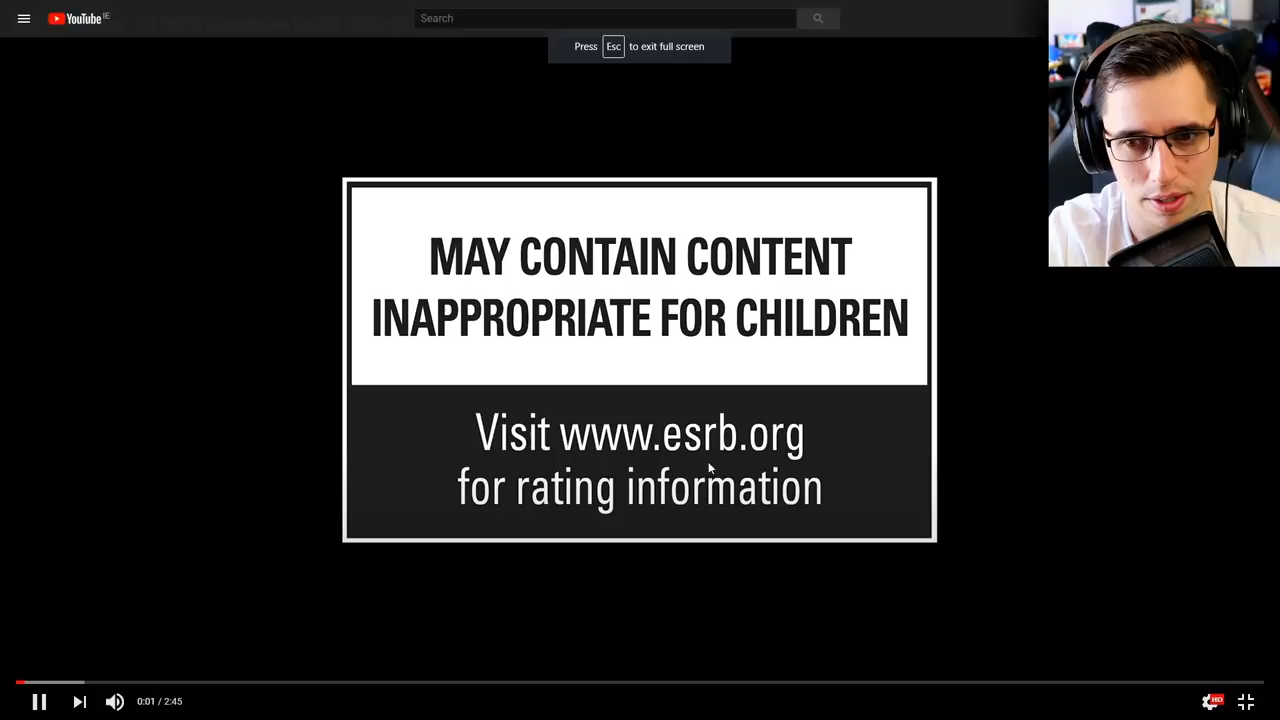 YouTube IE
Search
Press Esc to exit full screen
MAY CONTAIN CONTENT
INAPPROPRIATE FOR CHILDREN
Visit www.esrb.org
for rating information
0:01 / 2:45
HD